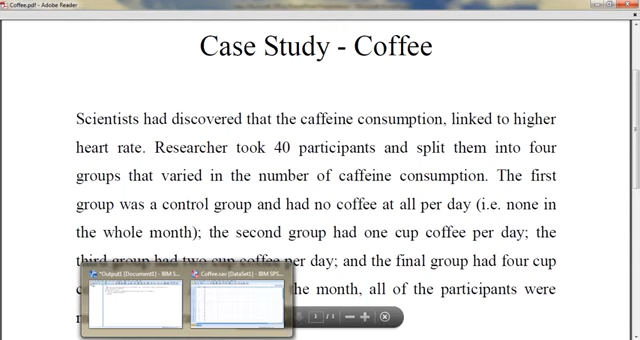 Coffee.pdf - Adobe Reader
Case Study - Coffee
Scientists had discovered that the caffeine consumption, linked to higher
heart rate. Researcher took 40 participants and split them into four
groups that varied in the number of caffeine consumption. The first
group was a control group and had no coffee at all per day (i.e. none in
the whole month); the second group had one cup coffee per day; the
third group had two cup coffee per day; and the final group had four cup
the month, all of the participants were
*Output1 [Document1] - IBM S...
Coffee.sav [DataSet1] - IBM SPS...
1 / 1